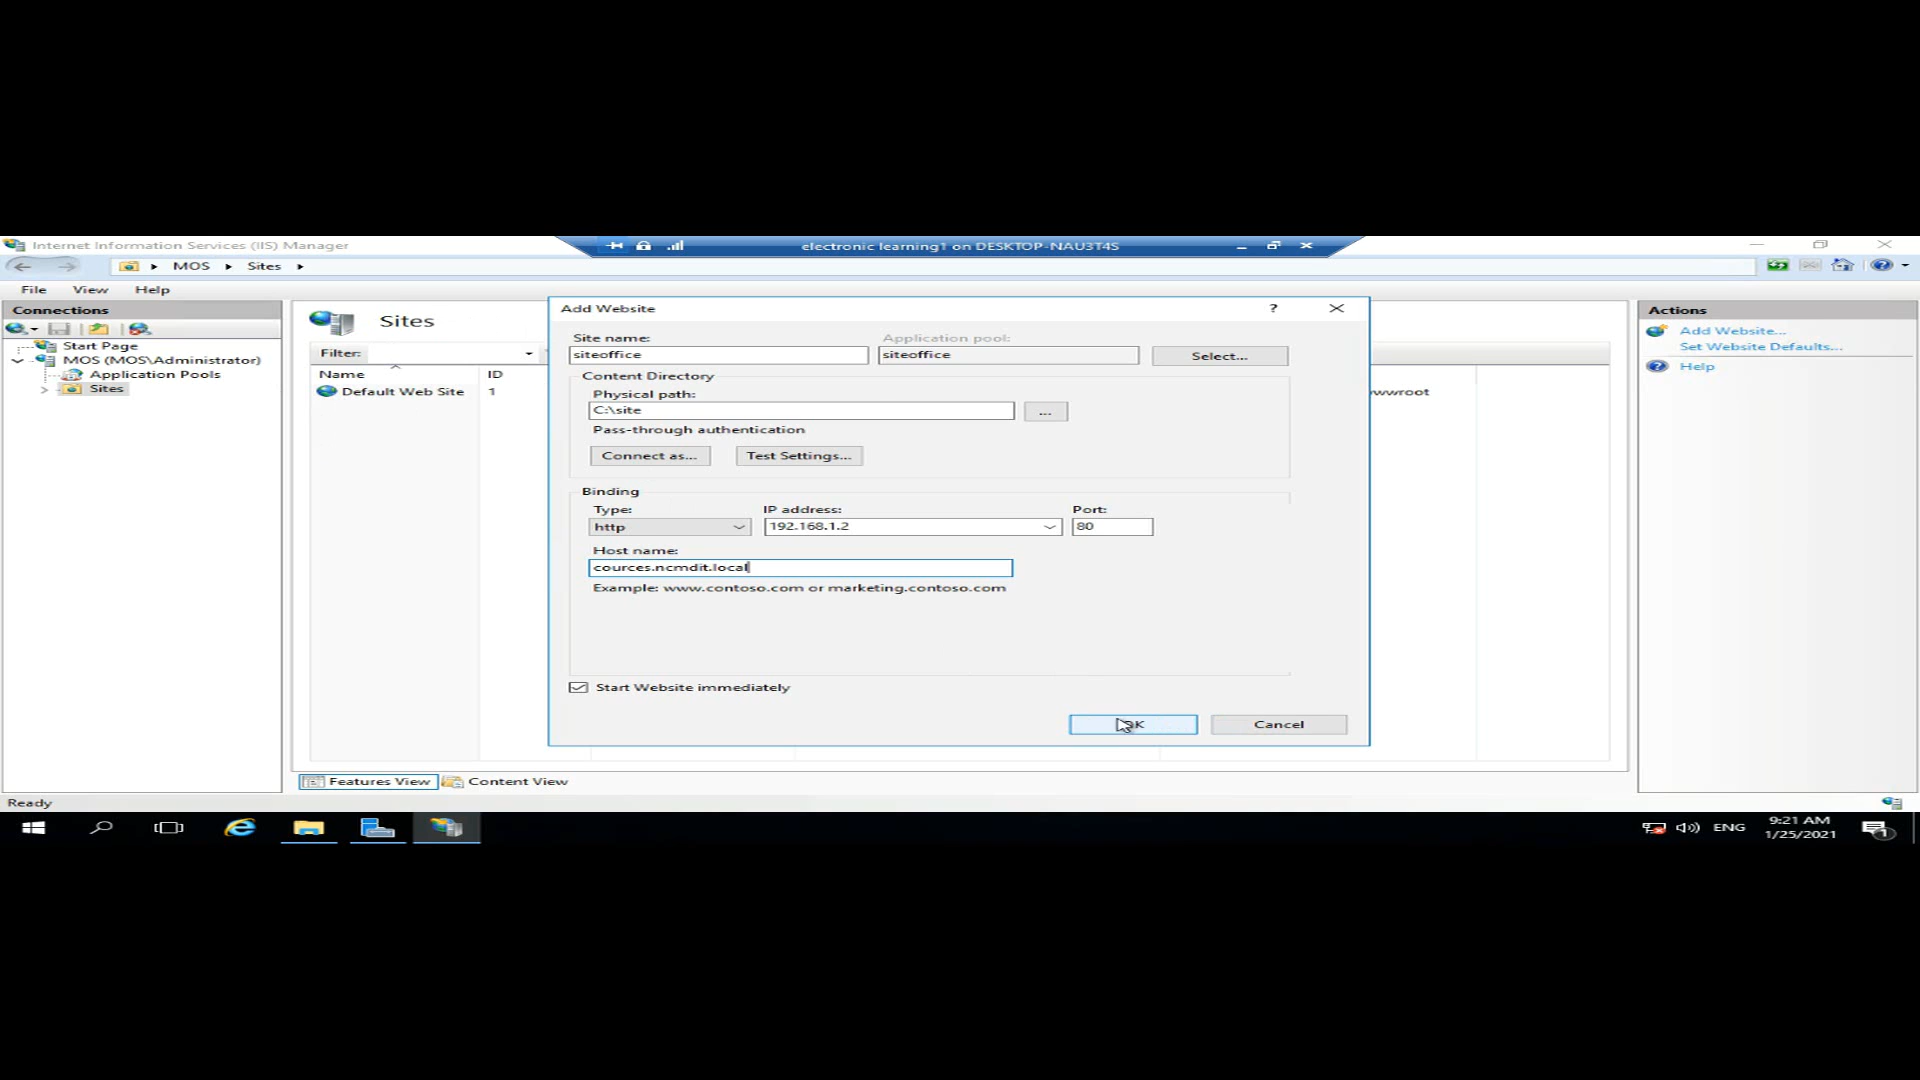 Internet Information Services (IIS) Manager
electronic learning1 on DESKTOP-NAU3T4S
MOS
Sites
File View Help
Connections
Start Page
MOS (MOS\Administrator)
Application Pools
Sites
Sites
Filter:
Name ID
Default Web Site 1
wwwroot
Add Website
?
Site name:
Application pool:
siteoffice
siteoffice
Select...
Content Directory
Physical path:
C:\site
...
Pass-through authentication
Connect as...
Test Settings...
Binding
Type:
IP address:
Port:
http
192.168.1.2
80
Host name:
cources.ncmdit.local
Example: www.contoso.com or marketing.contoso.com
Start Website immediately
Cancel
Actions
Add Website...
Set Website Defaults...
Help
Features View
Content View
Ready
ENG
9:21 AM
1/25/2021
1